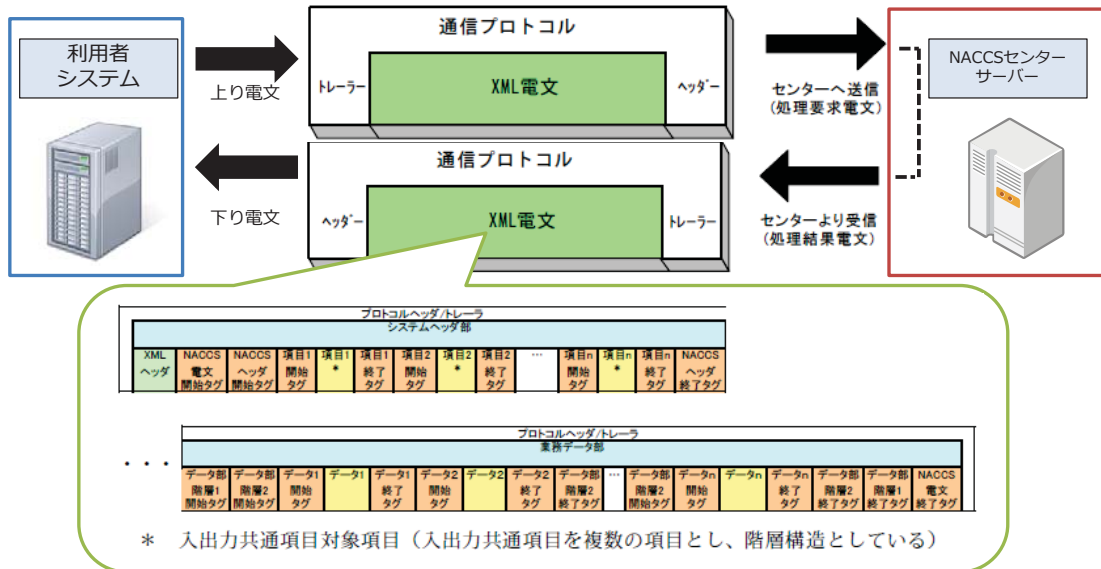 利用者
システム
上り電文
下り電文
通信プロトコル
トレーラー
XML電文
ヘッダー
通信プロトコル
ヘッダー
XML電文
トレーラー
センターへ送信
(処理要求電文)
センターより受信
(処理結果電文)
NACCSセンター
サーバー
プロトコルヘッダ/トレーラ
システムヘッダ部
XML NACCS NACCS 項目1 項目1 項目1 項目2 項目2 項目2 … 項目n 項目n 項目n NACCS
ヘッダ 電文 ヘッダ 開始 * 終了 開始 * 終了 開始 * 終了 ヘッダ
開始タグ 開始タグ タグ タグ タグ タグ タグ タグ 終了タグ
プロトコルヘッダ/トレーラ
業務データ部
・・・
データ部 データ部 データ1 データ1 データ1 データ2 データ2 データ2 データ部 … データ部 データn データn データn データ部 データ部 NACCS
階層1 階層2 開始 終了 開始 終了 階層2 階層2 開始 終了 階層2 階層1 電文
開始タグ 開始タグ タグ タグ タグ タグ 終了タグ 開始タグ タグ タグ 終了タグ 終了タグ 終了タグ
* 入出力共通項目対象項目（入出力共通項目を複数の項目とし、階層構造としている）